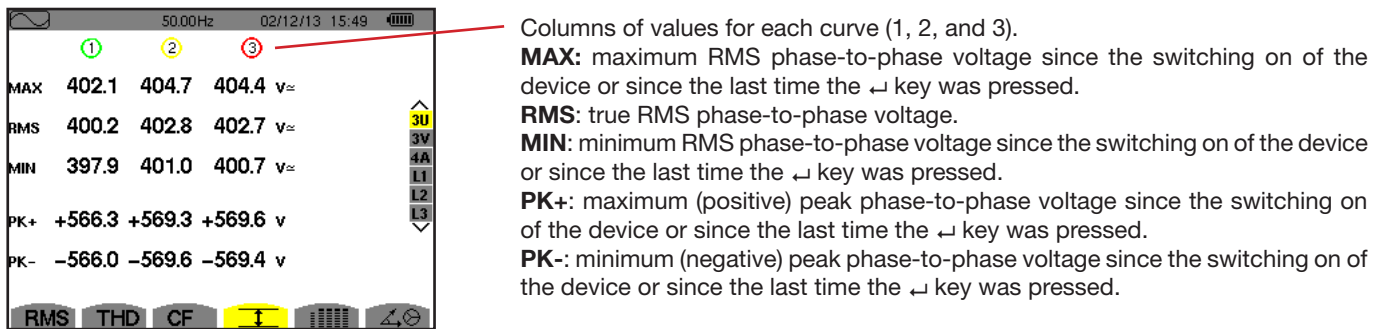 50.00Hz 02/12/13 15:49
1 2 3
MAX 402.1 404.7 404.4 V≃
RMS 400.2 402.8 402.7 V≃
MIN 397.9 401.0 400.7 V≃
PK+ +566.3 +569.3 +569.6 V
PK- -566.0 -569.6 -569.4 V
3U
3V
4A
L1
L2
L3
RMS THD CF
Columns of values for each curve (1, 2, and 3).
MAX: maximum RMS phase-to-phase voltage since the switching on of the
device or since the last time the ↵ key was pressed.
RMS: true RMS phase-to-phase voltage.
MIN: minimum RMS phase-to-phase voltage since the switching on of the device
or since the last time the ↵ key was pressed.
PK+: maximum (positive) peak phase-to-phase voltage since the switching on
of the device or since the last time the ↵ key was pressed.
PK-: minimum (negative) peak phase-to-phase voltage since the switching on of
the device or since the last time the ↵ key was pressed.